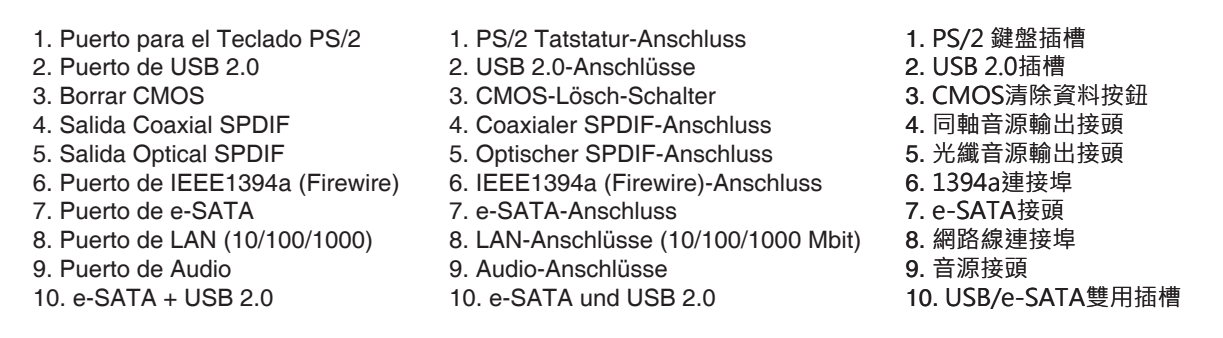 1. Puerto para el Teclado PS/2
2. Puerto de USB 2.0
3. Borrar CMOS
4. Salida Coaxial SPDIF
5. Salida Optical SPDIF
6. Puerto de IEEE1394a (Firewire)
7. Puerto de e-SATA
8. Puerto de LAN (10/100/1000)
9. Puerto de Audio
10. e-SATA + USB 2.0
1. PS/2 Tatstatur-Anschluss
2. USB 2.0-Anschlüsse
3. CMOS-Lösch-Schalter
4. Coaxialer SPDIF-Anschluss
5. Optischer SPDIF-Anschluss
6. IEEE1394a (Firewire)-Anschluss
7. e-SATA-Anschluss
8. LAN-Anschlüsse (10/100/1000 Mbit)
9. Audio-Anschlüsse
10. e-SATA und USB 2.0
1. PS/2 鍵盤插槽
2. USB 2.0插槽
3. CMOS清除資料按鈕
4. 同軸音源輸出接頭
5. 光纖音源輸出接頭
6. 1394a連接埠
7. e-SATA接頭
8. 網路線連接埠
9. 音源接頭
10. USB/e-SATA雙用插槽